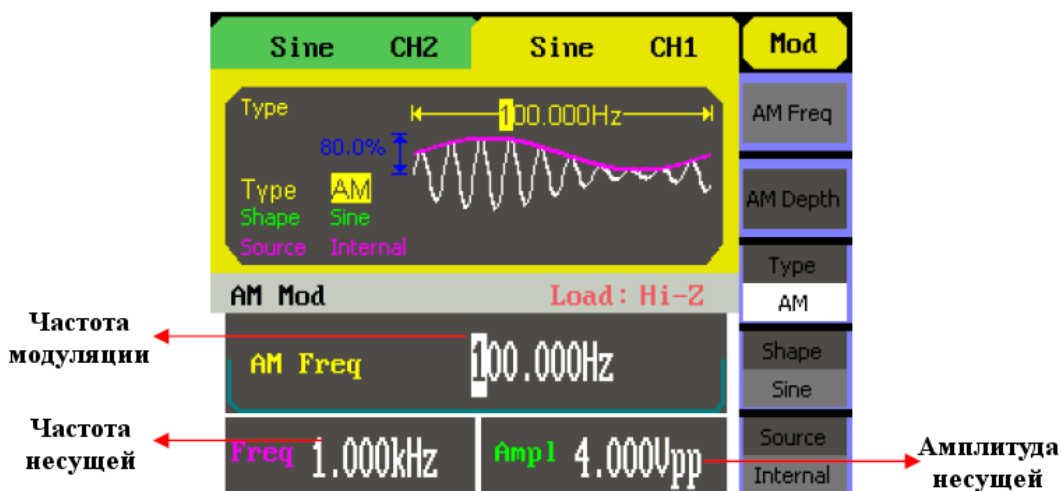 Sine CH2 Sine CH1 Mod
Type
100.000Hz
80.0%
Type AM
Shape Sine
Source Internal
AM Freq
AM Depth
Type
AM
Shape
Sine
Source
Internal
AM Mod Load: Hi-Z
AM Freq 100.000Hz
Freq 1.000kHz
Ampl 4.000Vpp
Частота
модуляции
Частота
несущей
Амплитуда
несущей